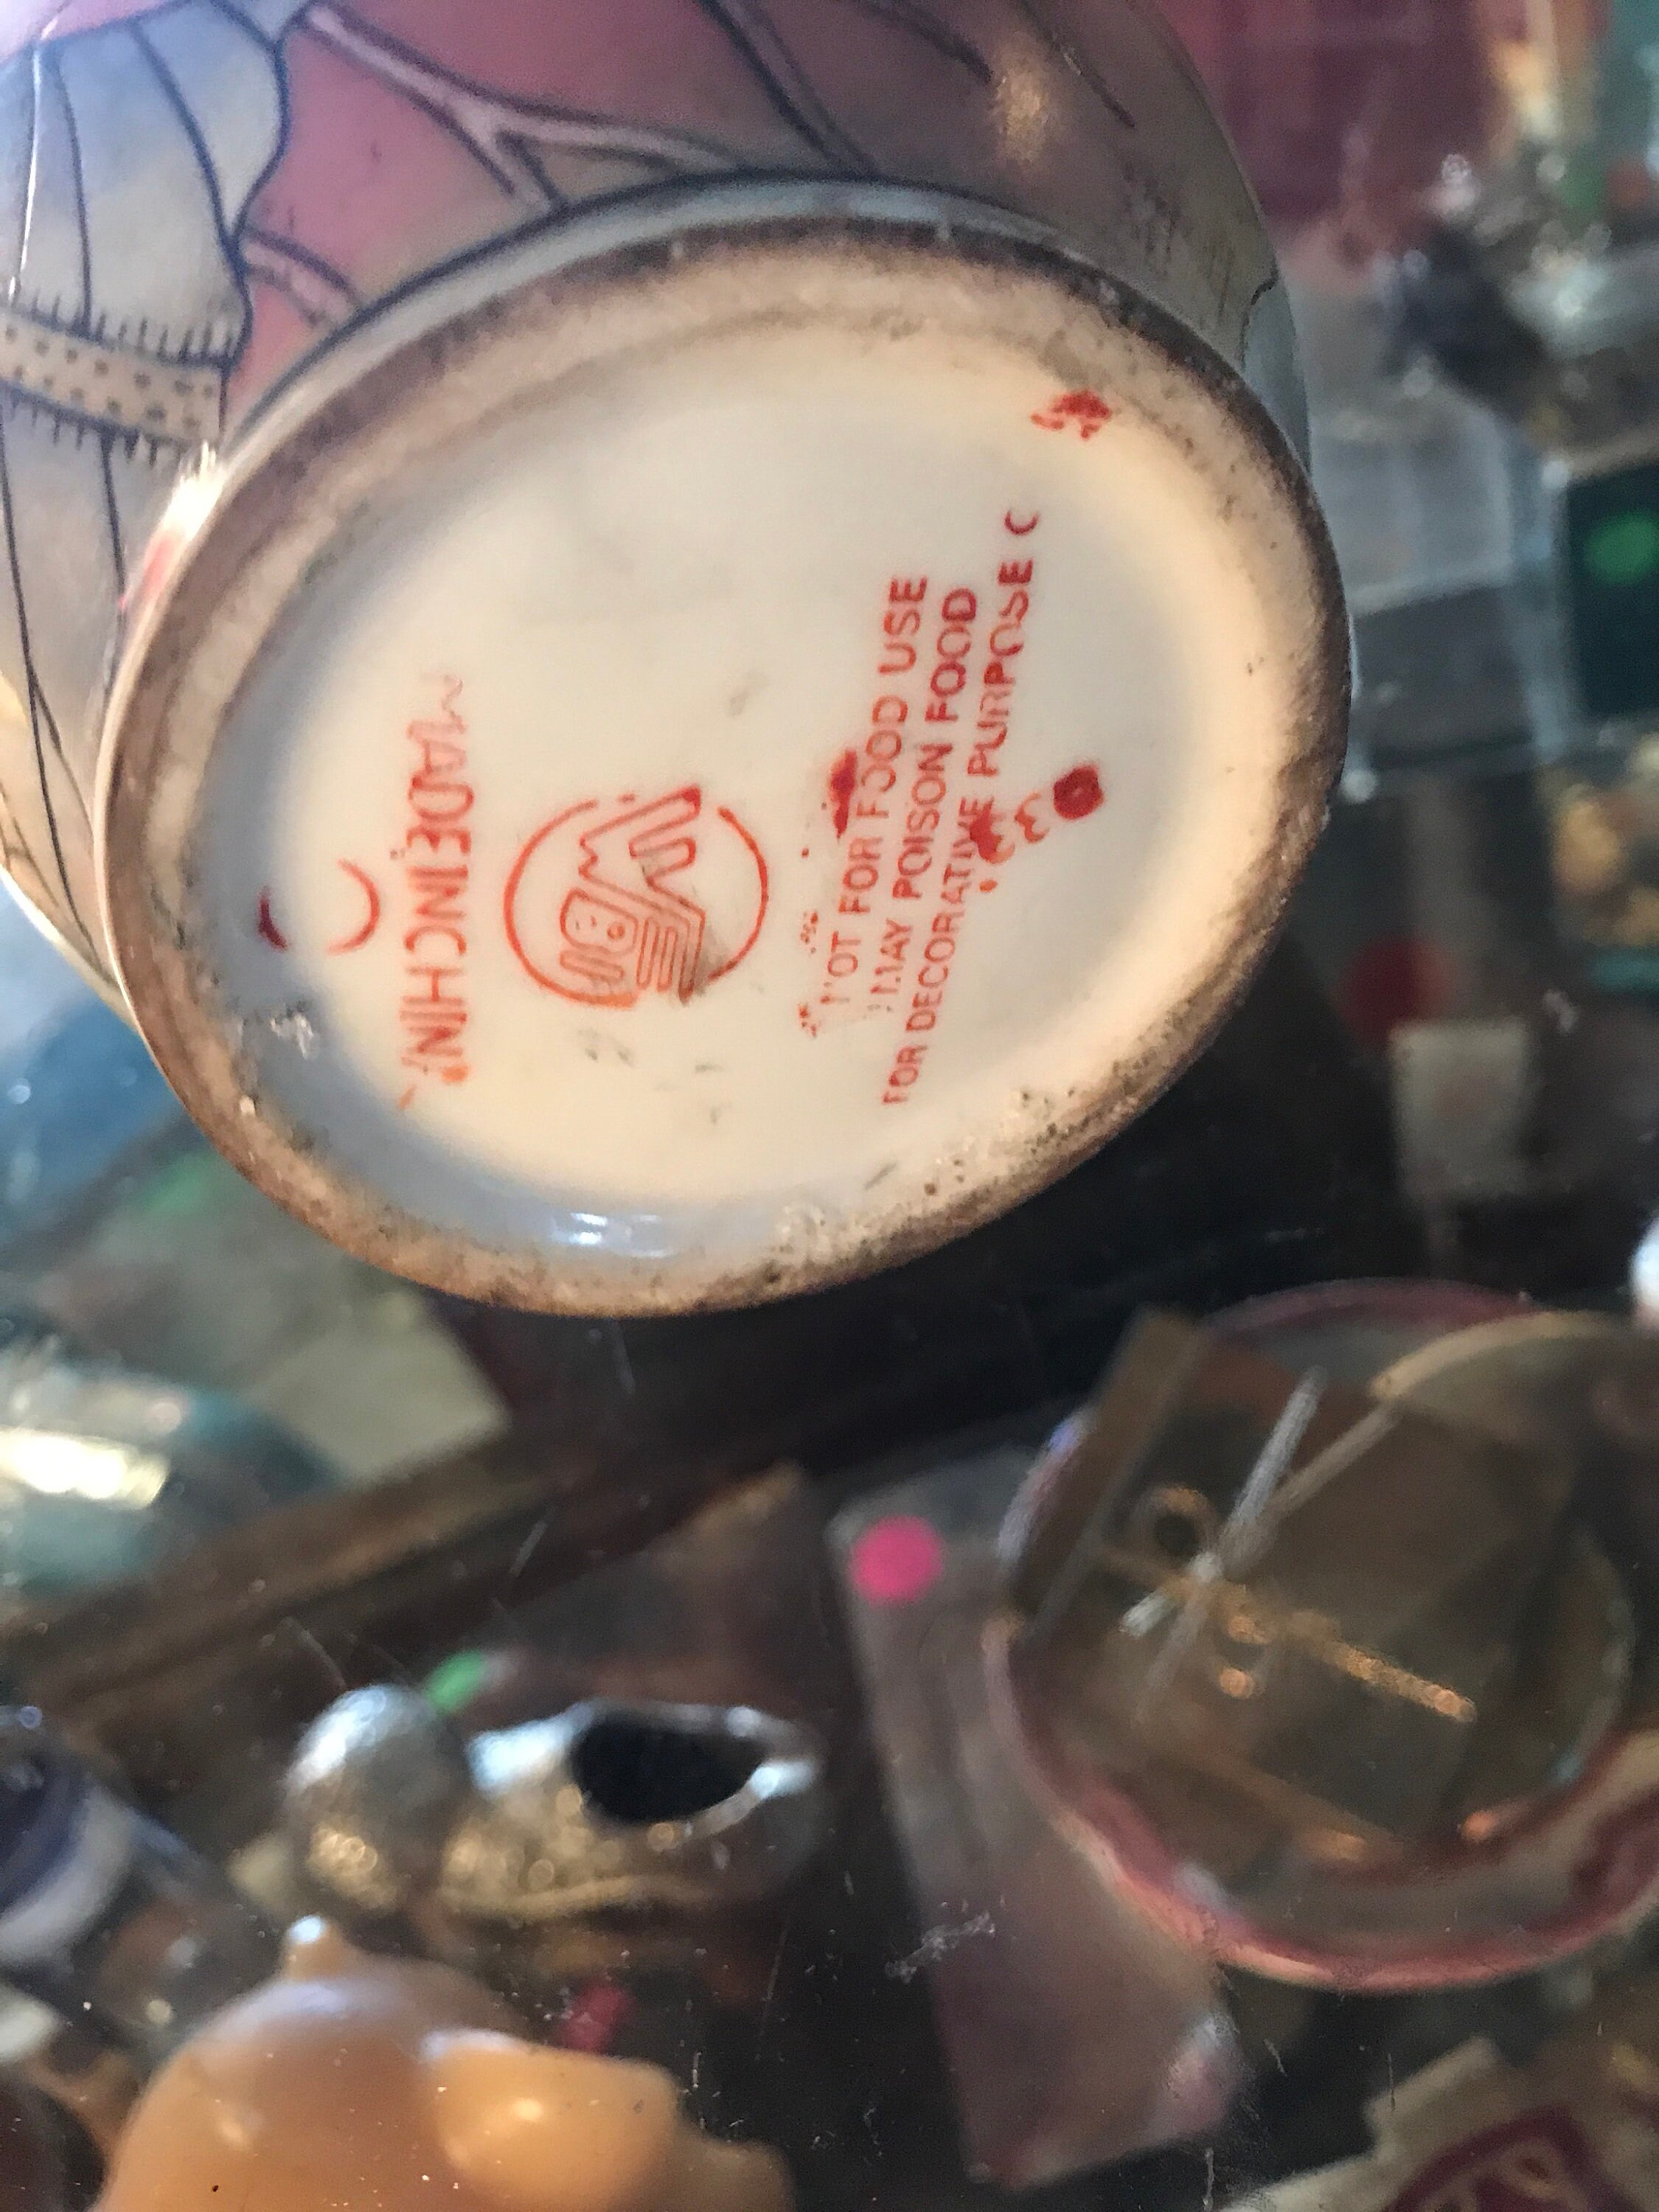 MADE IN CHINA
NOT FOR FOOD USE
MAY POISON FOOD
FOR DECORATIVE PURPOSE